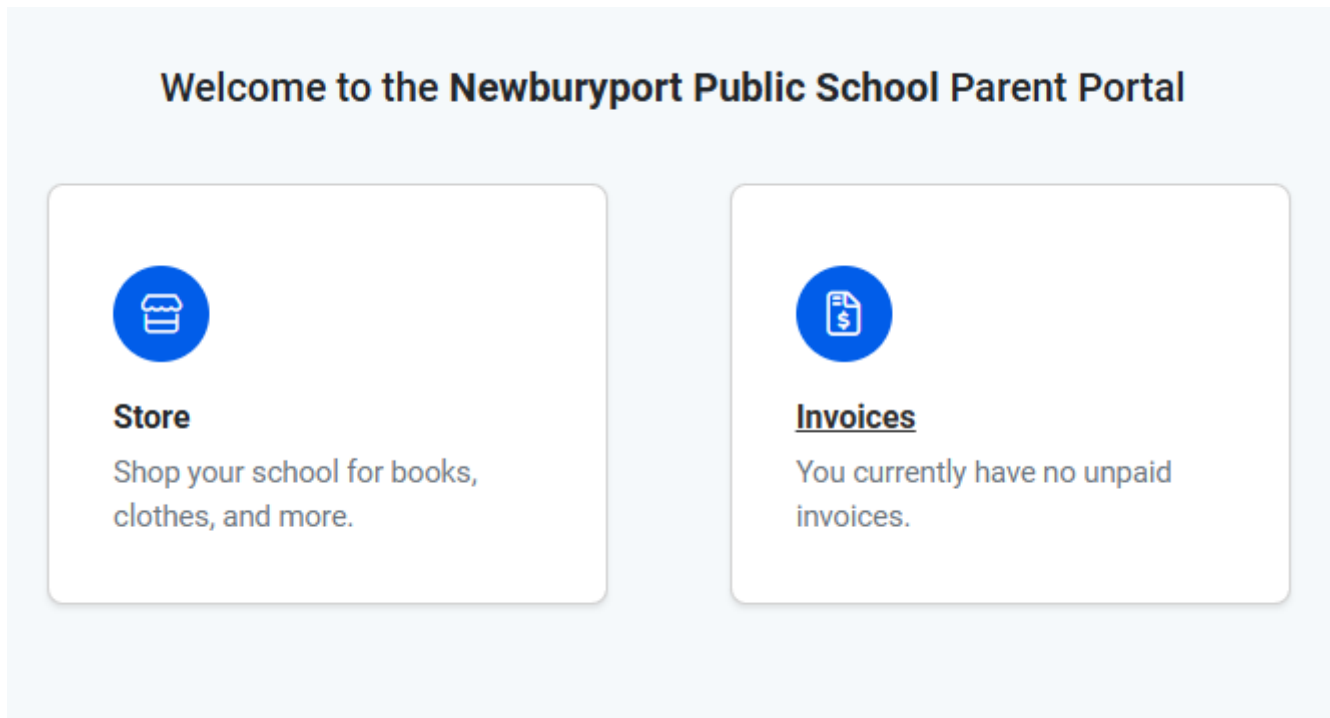 Welcome to the Newburyport Public School Parent Portal
Store
Shop your school for books,
clothes, and more.
Invoices
You currently have no unpaid
invoices.